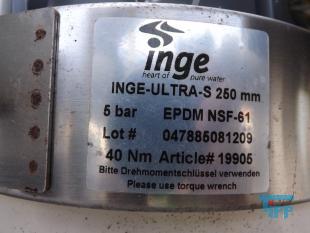 inge
heart of pure water
INGE-ULTRA-S 250 mm
5 bar EPDM NSF-61
Lot # 047885081209
40 Nm Article# 19905
Bitte Drehmomentschlüssel verwenden
Please use torque wrench